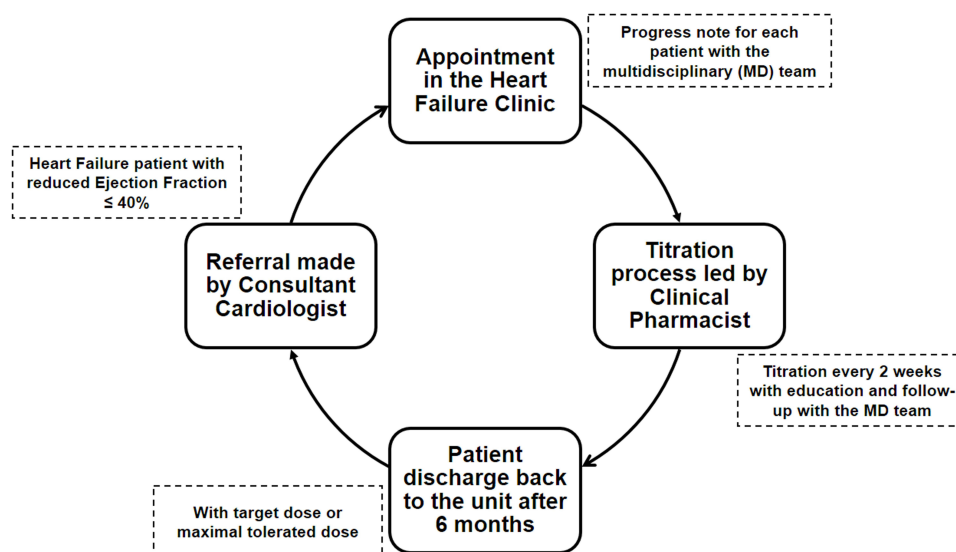 Appointment
in the Heart
Failure Clinic
Progress note for each
patient with the
multidisciplinary (MD) team
Heart Failure patient with
reduced Ejection Fraction
≤ 40%
Referral made
by Consultant
Cardiologist
Titration
process led by
Clinical
Pharmacist
Titration every 2 weeks
with education and follow-
up with the MD team
Patient
discharge back
to the unit after
6 months
With target dose or
maximal tolerated dose